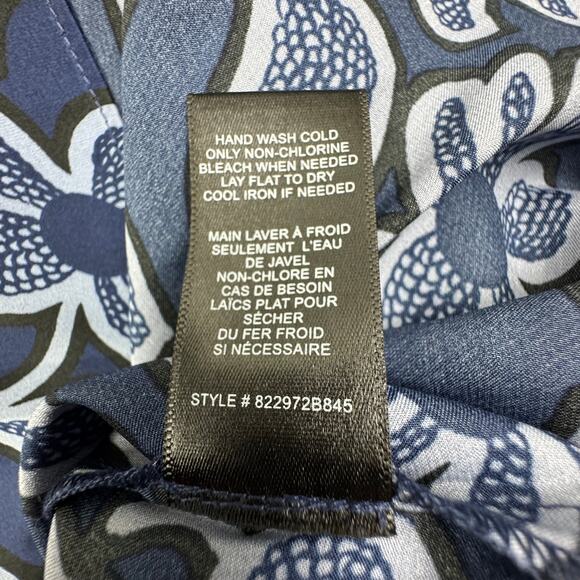 HAND WASH COLD
ONLY NON-CHLORINE
BLEACH WHEN NEEDED
LAY FLAT TO DRY
COOL IRON IF NEEDED
MAIN LAVER À FROID
SEULEMENT L'EAU
DE JAVEL
NON-CHLORE EN
CAS DE BESOIN
LAÏCS PLAT POUR
SÉCHER
DU FER FROID
SI NÉCESSAIRE
STYLE # 822972B845